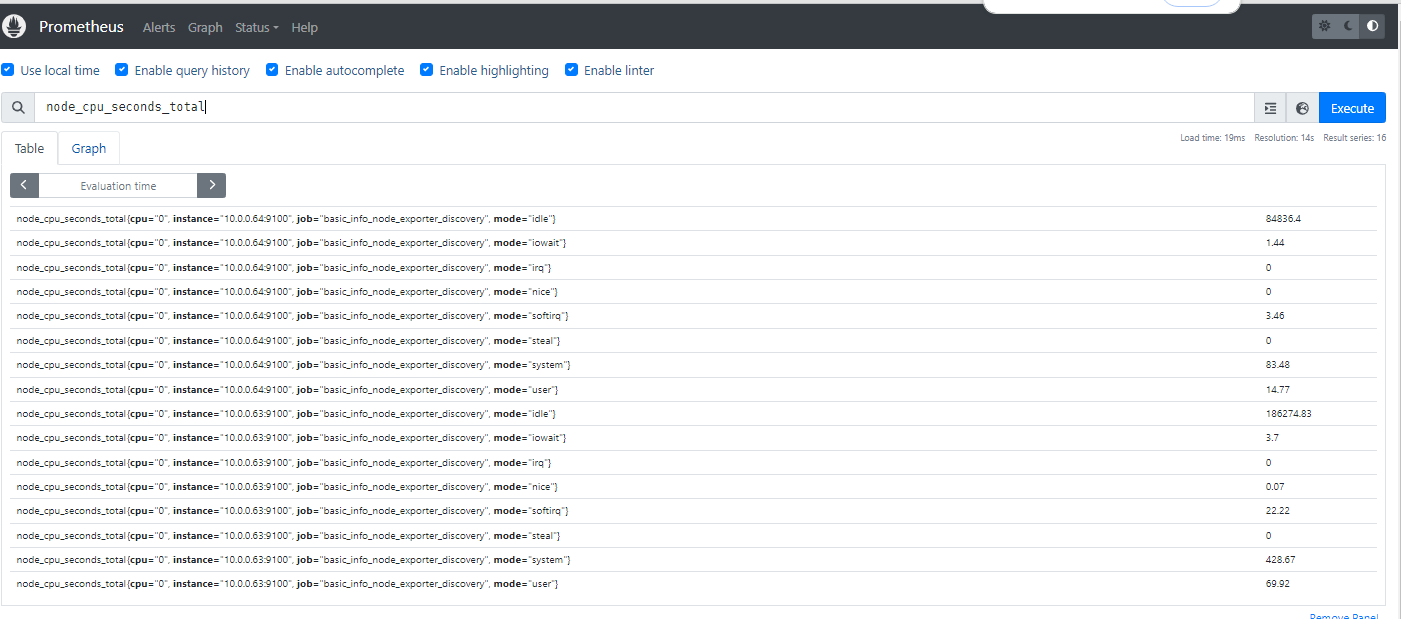 Prometheus Alerts Graph Status Help
Use local time Enable query history Enable autocomplete Enable highlighting Enable linter
node_cpu_seconds_total Execute
Load time: 19ms Resolution: 14s Result series: 16
Table Graph
Evaluation time
node_cpu_seconds_total{cpu="0", instance="10.0.0.64:9100", job="basic_info_node_exporter_discovery", mode="idle"} 84836.4
node_cpu_seconds_total{cpu="0", instance="10.0.0.64:9100", job="basic_info_node_exporter_discovery", mode="iowait"} 1.44
node_cpu_seconds_total{cpu="0", instance="10.0.0.64:9100", job="basic_info_node_exporter_discovery", mode="irq"} 0
node_cpu_seconds_total{cpu="0", instance="10.0.0.64:9100", job="basic_info_node_exporter_discovery", mode="nice"} 0
node_cpu_seconds_total{cpu="0", instance="10.0.0.64:9100", job="basic_info_node_exporter_discovery", mode="softirq"} 3.46
node_cpu_seconds_total{cpu="0", instance="10.0.0.64:9100", job="basic_info_node_exporter_discovery", mode="steal"} 0
node_cpu_seconds_total{cpu="0", instance="10.0.0.64:9100", job="basic_info_node_exporter_discovery", mode="system"} 83.48
node_cpu_seconds_total{cpu="0", instance="10.0.0.64:9100", job="basic_info_node_exporter_discovery", mode="user"} 14.77
node_cpu_seconds_total{cpu="0", instance="10.0.0.63:9100", job="basic_info_node_exporter_discovery", mode="idle"} 186274.83
node_cpu_seconds_total{cpu="0", instance="10.0.0.63:9100", job="basic_info_node_exporter_discovery", mode="iowait"} 3.7
node_cpu_seconds_total{cpu="0", instance="10.0.0.63:9100", job="basic_info_node_exporter_discovery", mode="irq"} 0
node_cpu_seconds_total{cpu="0", instance="10.0.0.63:9100", job="basic_info_node_exporter_discovery", mode="nice"} 0.07
node_cpu_seconds_total{cpu="0", instance="10.0.0.63:9100", job="basic_info_node_exporter_discovery", mode="softirq"} 22.22
node_cpu_seconds_total{cpu="0", instance="10.0.0.63:9100", job="basic_info_node_exporter_discovery", mode="steal"} 0
node_cpu_seconds_total{cpu="0", instance="10.0.0.63:9100", job="basic_info_node_exporter_discovery", mode="system"} 428.67
node_cpu_seconds_total{cpu="0", instance="10.0.0.63:9100", job="basic_info_node_exporter_discovery", mode="user"} 69.92
Remove Panel